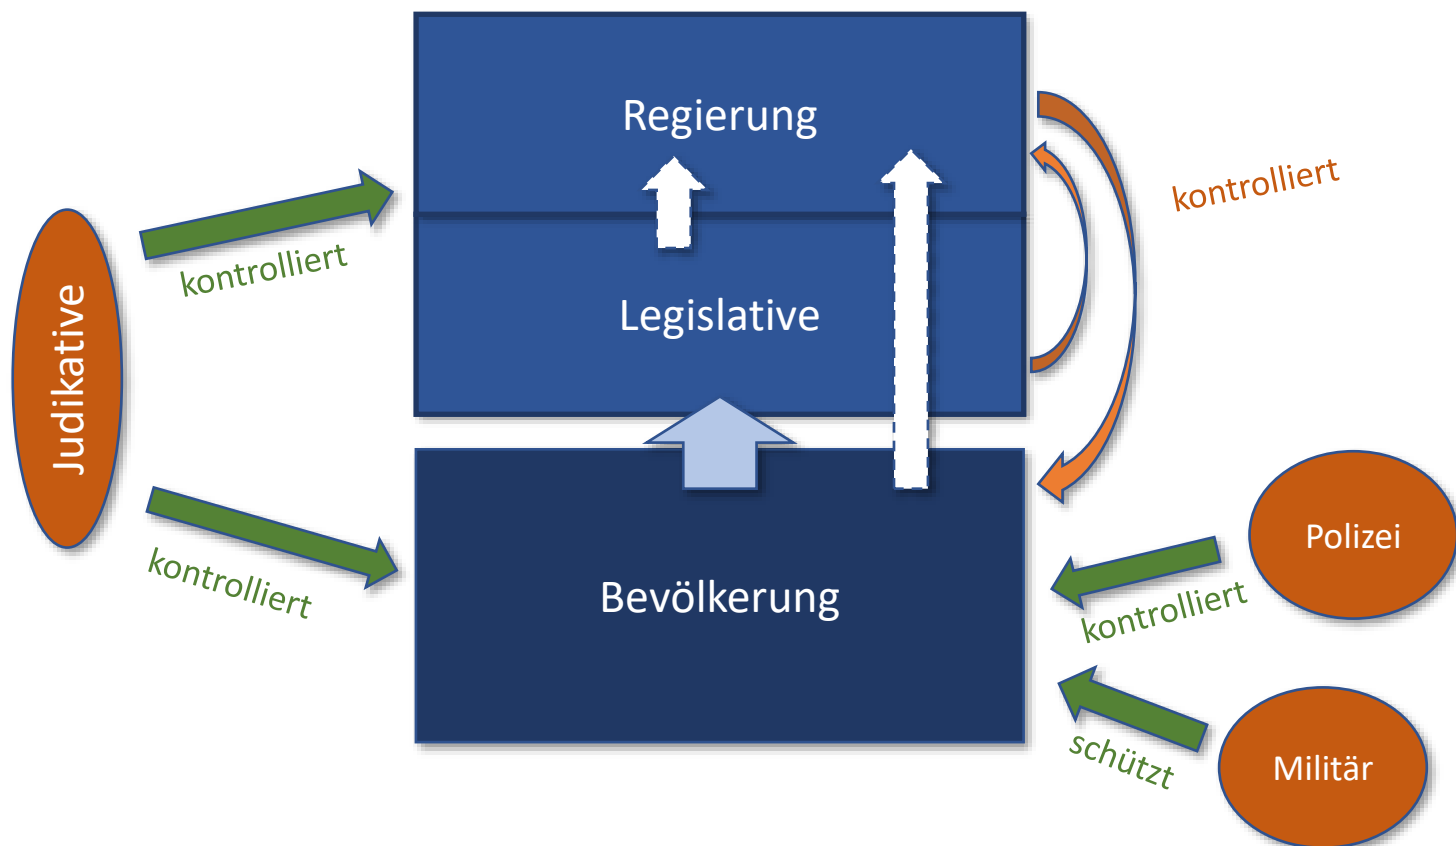 Regierung
kontrolliert
kontrolliert
Legislative
Judikative
Polizei
kontrolliert
Bevölkerung
kontrolliert
schützt
Militär